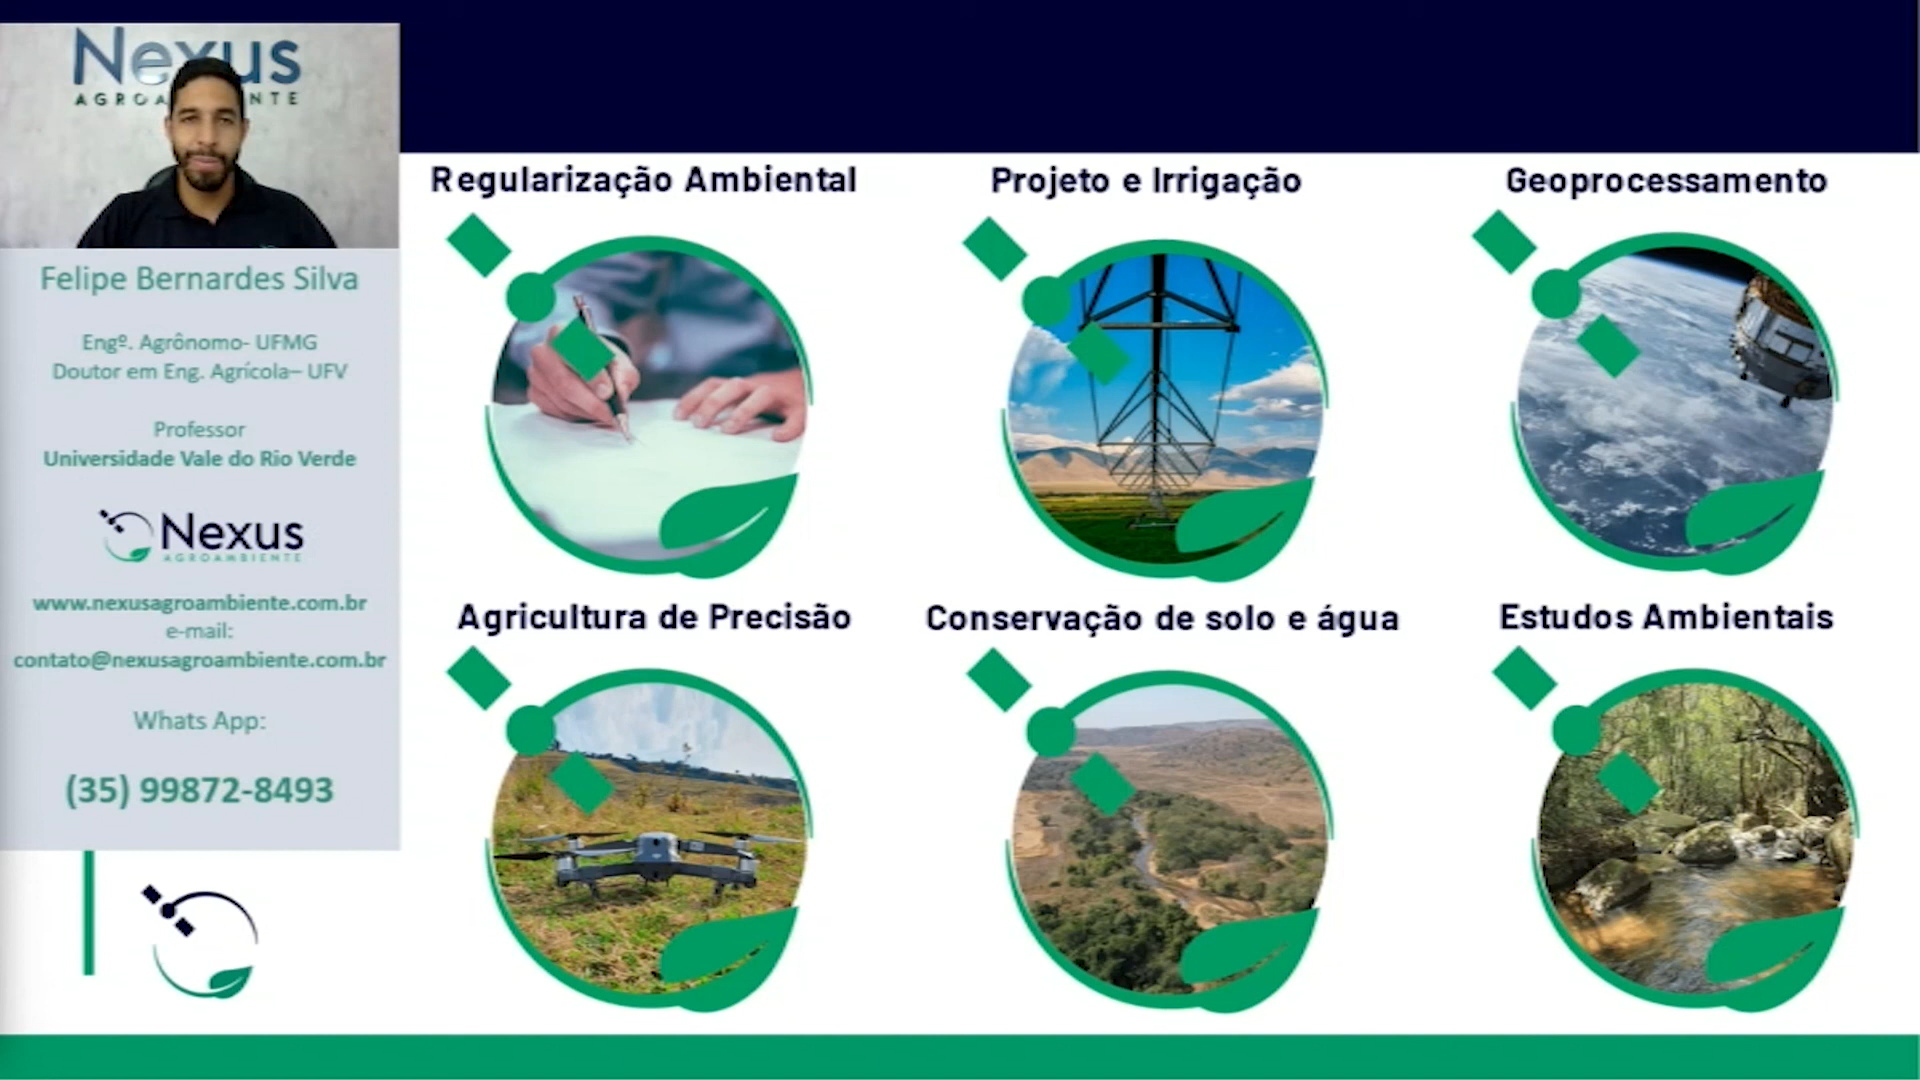 Nexus
Felipe Bernardes Silva
Engº. Agrônomo- UFMG
Doutor em Eng. Agrícola– UFV
Professor
Universidade Vale do Rio Verde
Nexus
AGROAMBIENTE
www.nexusagroambiente.com.br
e-mail:
contato@nexusagroambiente.com.br
Whats App:
(35) 99872-8493
Regularização Ambiental
Projeto e Irrigação
Geoprocessamento
Agricultura de Precisão
Conservação de solo e água
Estudos Ambientais